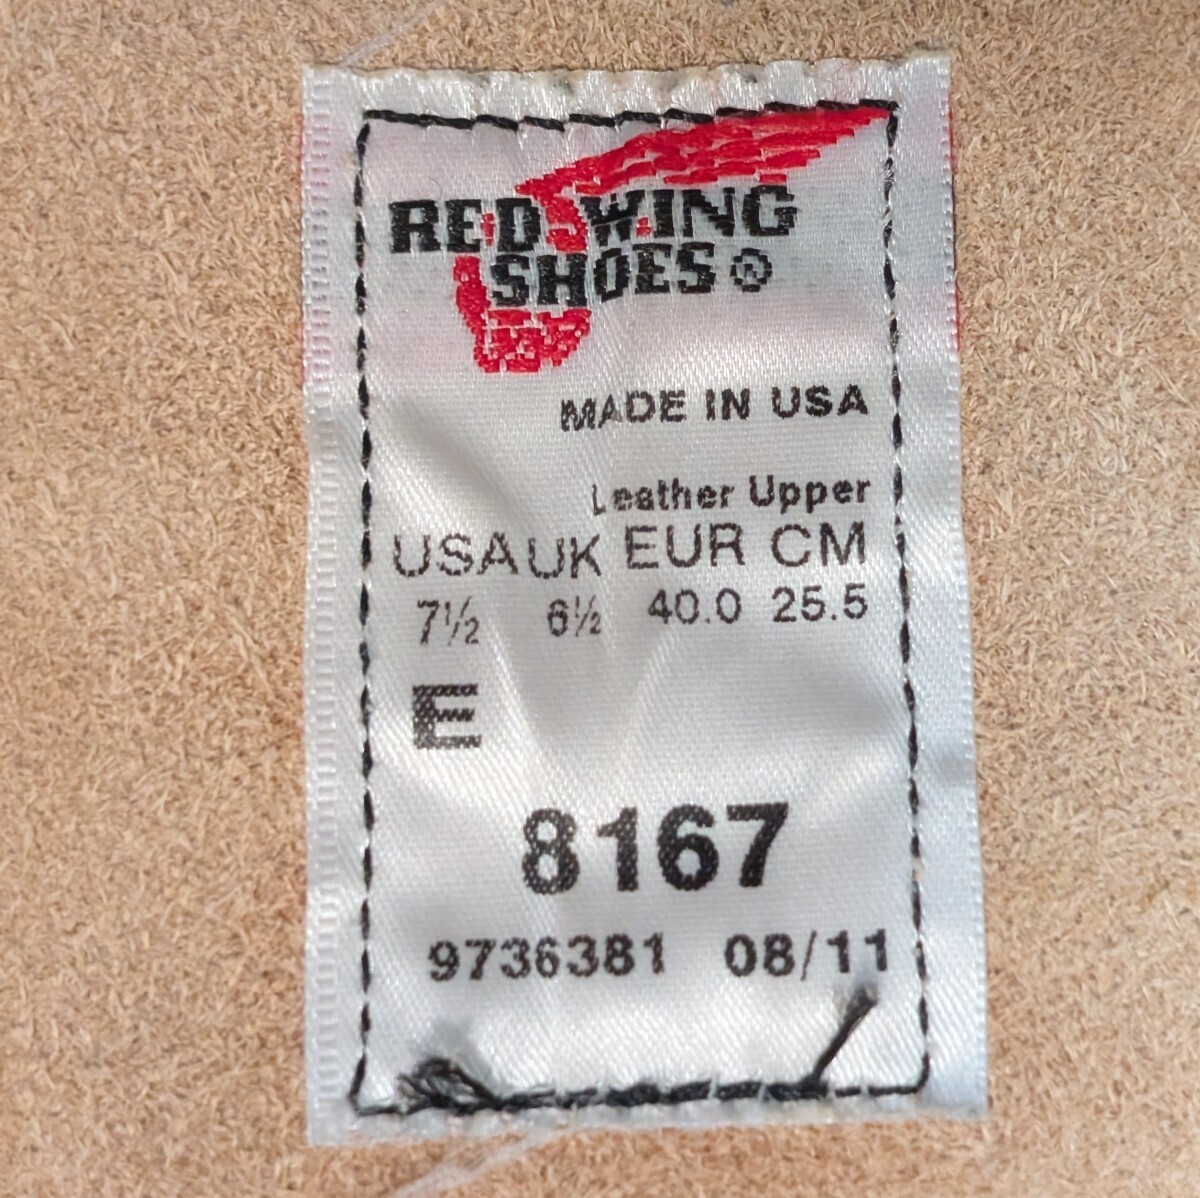 RED WING
SHOES®
MADE IN USA
Leather Upper
USA UK EUR CM
7½ 6½ 40.0 25.5
E
8167
9736381 08/11